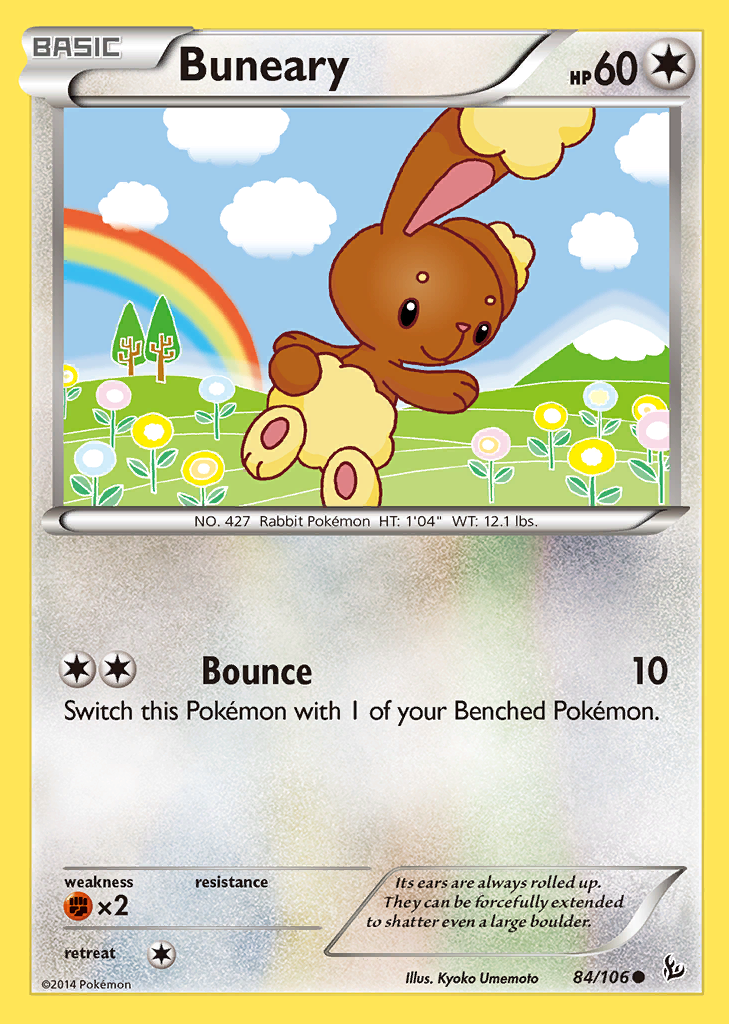 BASIC
Buneary
HP60
NO. 427 Rabbit Pokémon HT: 1'04" WT: 12.1 lbs.
Bounce 10
Switch this Pokémon with 1 of your Benched Pokémon.
weakness resistance
×2
Its ears are always rolled up.
They can be forcefully extended
to shatter even a large boulder.
retreat
©2014 Pokémon
Illus. Kyoko Umemoto
84/106